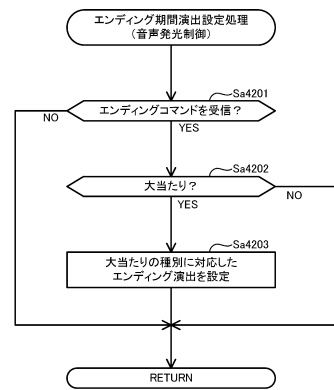 エンディング期間演出設定処理
(音声発光制御)
Sa4201
エンディングコマンドを受信?
NO
YES
Sa4202
大当たり?
NO
YES
Sa4203
大当たりの種別に対応した
エンディング演出を設定
RETURN